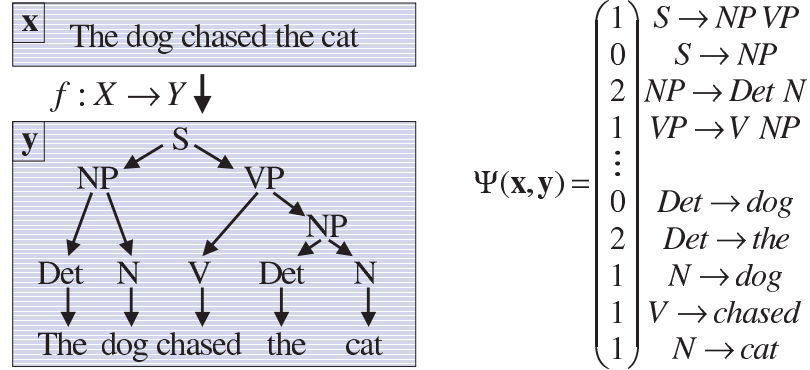 x
The dog chased the cat
f : X → Y
y
S
NP VP
NP
Det N V Det N
The dog chased the cat
Ψ(x,y) =
1 S → NP VP
0 S → NP
2 NP → Det N
1 VP → V NP
⋮
0 Det → dog
2 Det → the
1 N → dog
1 V → chased
1 N → cat